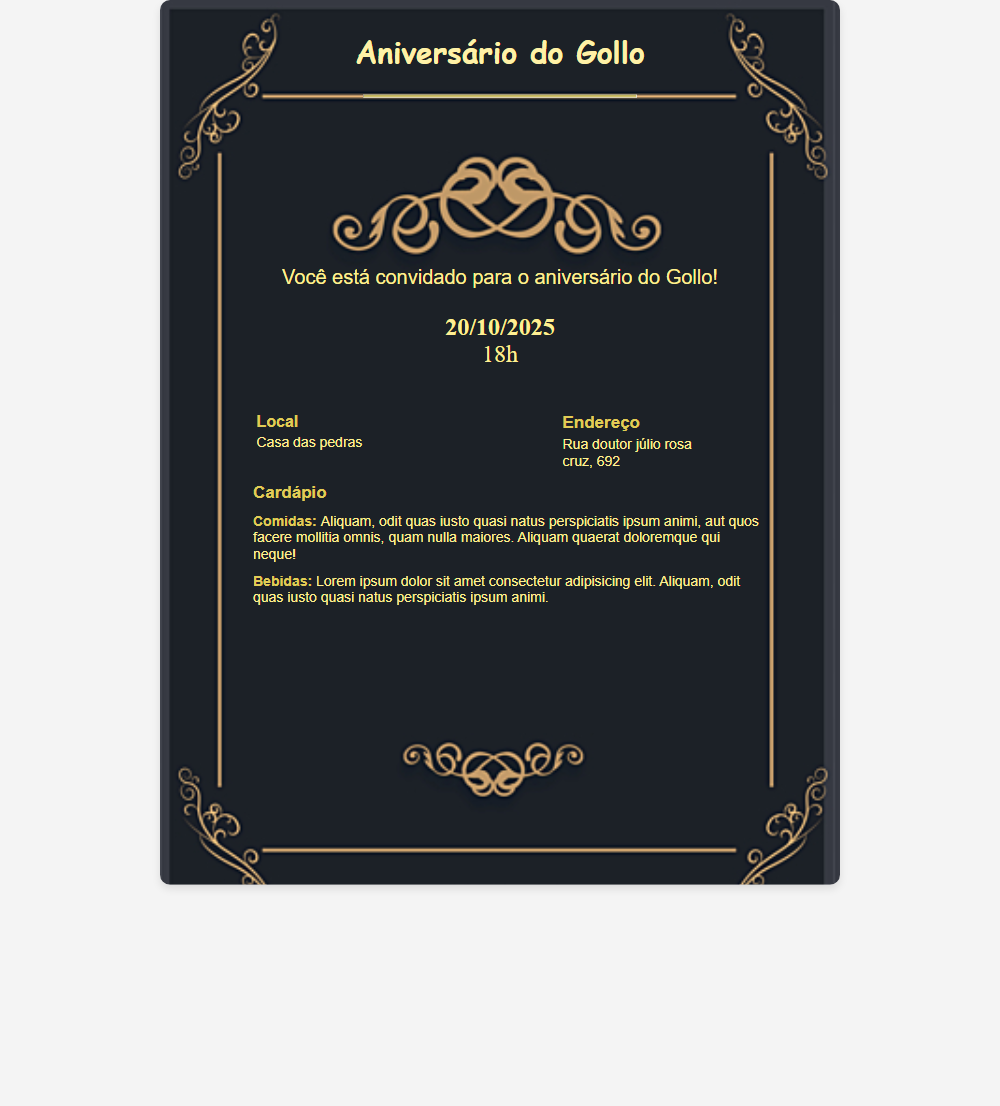 Aniversário do Gollo
Você está convidado para o aniversário do Gollo!
20/10/2025
18h
Local
Casa das pedras
Endereço
Rua doutor júlio rosa
cruz, 692
Cardápio
Comidas: Aliquam, odit quas iusto quasi natus perspiciatis ipsum animi, aut quos
facere mollitia omnis, quam nulla maiores. Aliquam quaerat doloremque qui
neque!
Bebidas: Lorem ipsum dolor sit amet consectetur adipisicing elit. Aliquam, odit
quas iusto quasi natus perspiciatis ipsum animi.